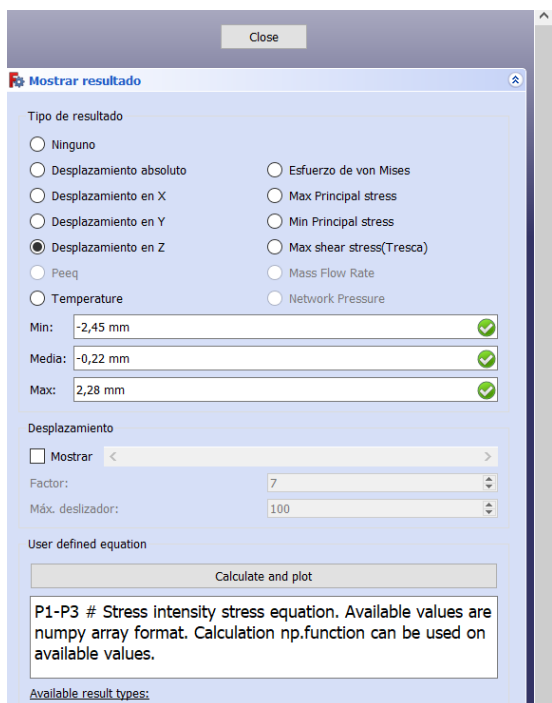 Close
Mostrar resultado
Tipo de resultado
Ninguno
Desplazamiento absoluto
Esfuerzo de von Mises
Desplazamiento en X
Max Principal stress
Desplazamiento en Y
Min Principal stress
Desplazamiento en Z
Max shear stress(Tresca)
Peeq
Mass Flow Rate
Temperature
Network Pressure
Min: -2,45 mm
Media: -0,22 mm
Max: 2,28 mm
Desplazamiento
Mostrar
Factor: 7
Máx. deslizador: 100
User defined equation
Calculate and plot
P1-P3 # Stress intensity stress equation. Available values are
numpy array format. Calculation np.function can be used on
available values.
Available result types: